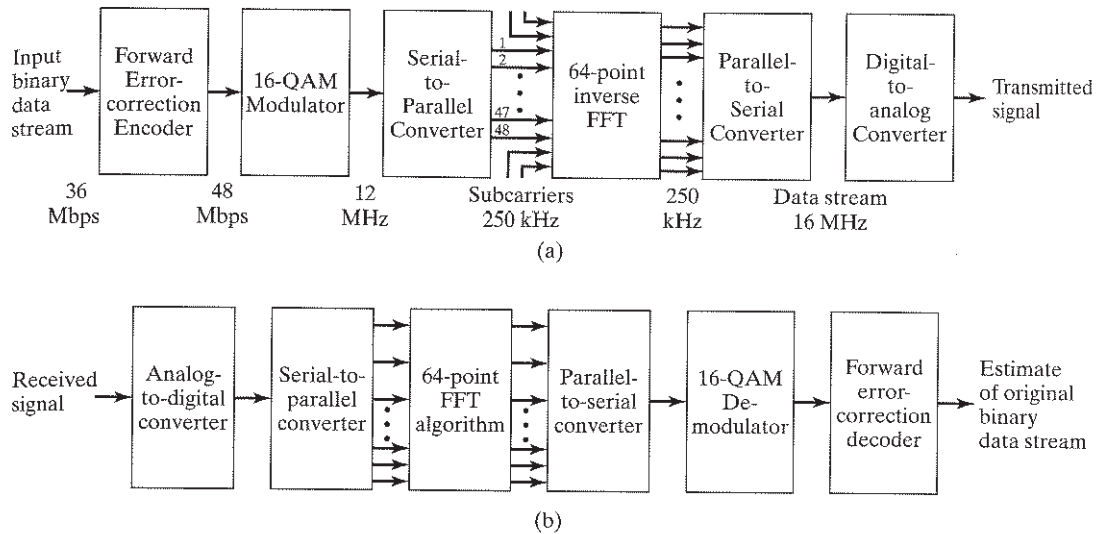 Input
binary
data
stream
Forward
Error-
correction
Encoder
16-QAM
Modulator
Serial-
to-
Parallel
Converter
1
2
47
48
64-point
inverse
FFT
Parallel-
to-
Serial
Converter
Digital-
to-
analog
Converter
Transmitted
signal
36
Mbps
48
Mbps
12
MHz
Subcarriers
250 kHz
250
kHz
Data stream
16 MHz
(a)
Received
signal
Analog-
to-digital
converter
Serial-to-
parallel
converter
64-point
FFT
algorithm
Parallel-
to-serial
converter
16-QAM
De-
modulator
Forward
error-
correction
decoder
Estimate
of original
binary
data stream
(b)